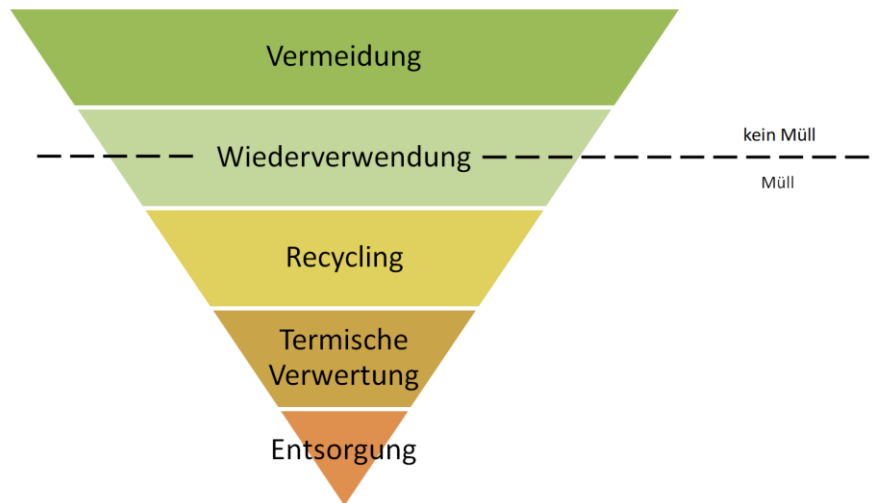 Vermeidung
kein Müll
Wiederverwendung
Müll
Recycling
Termische
Verwertung
Entsorgung